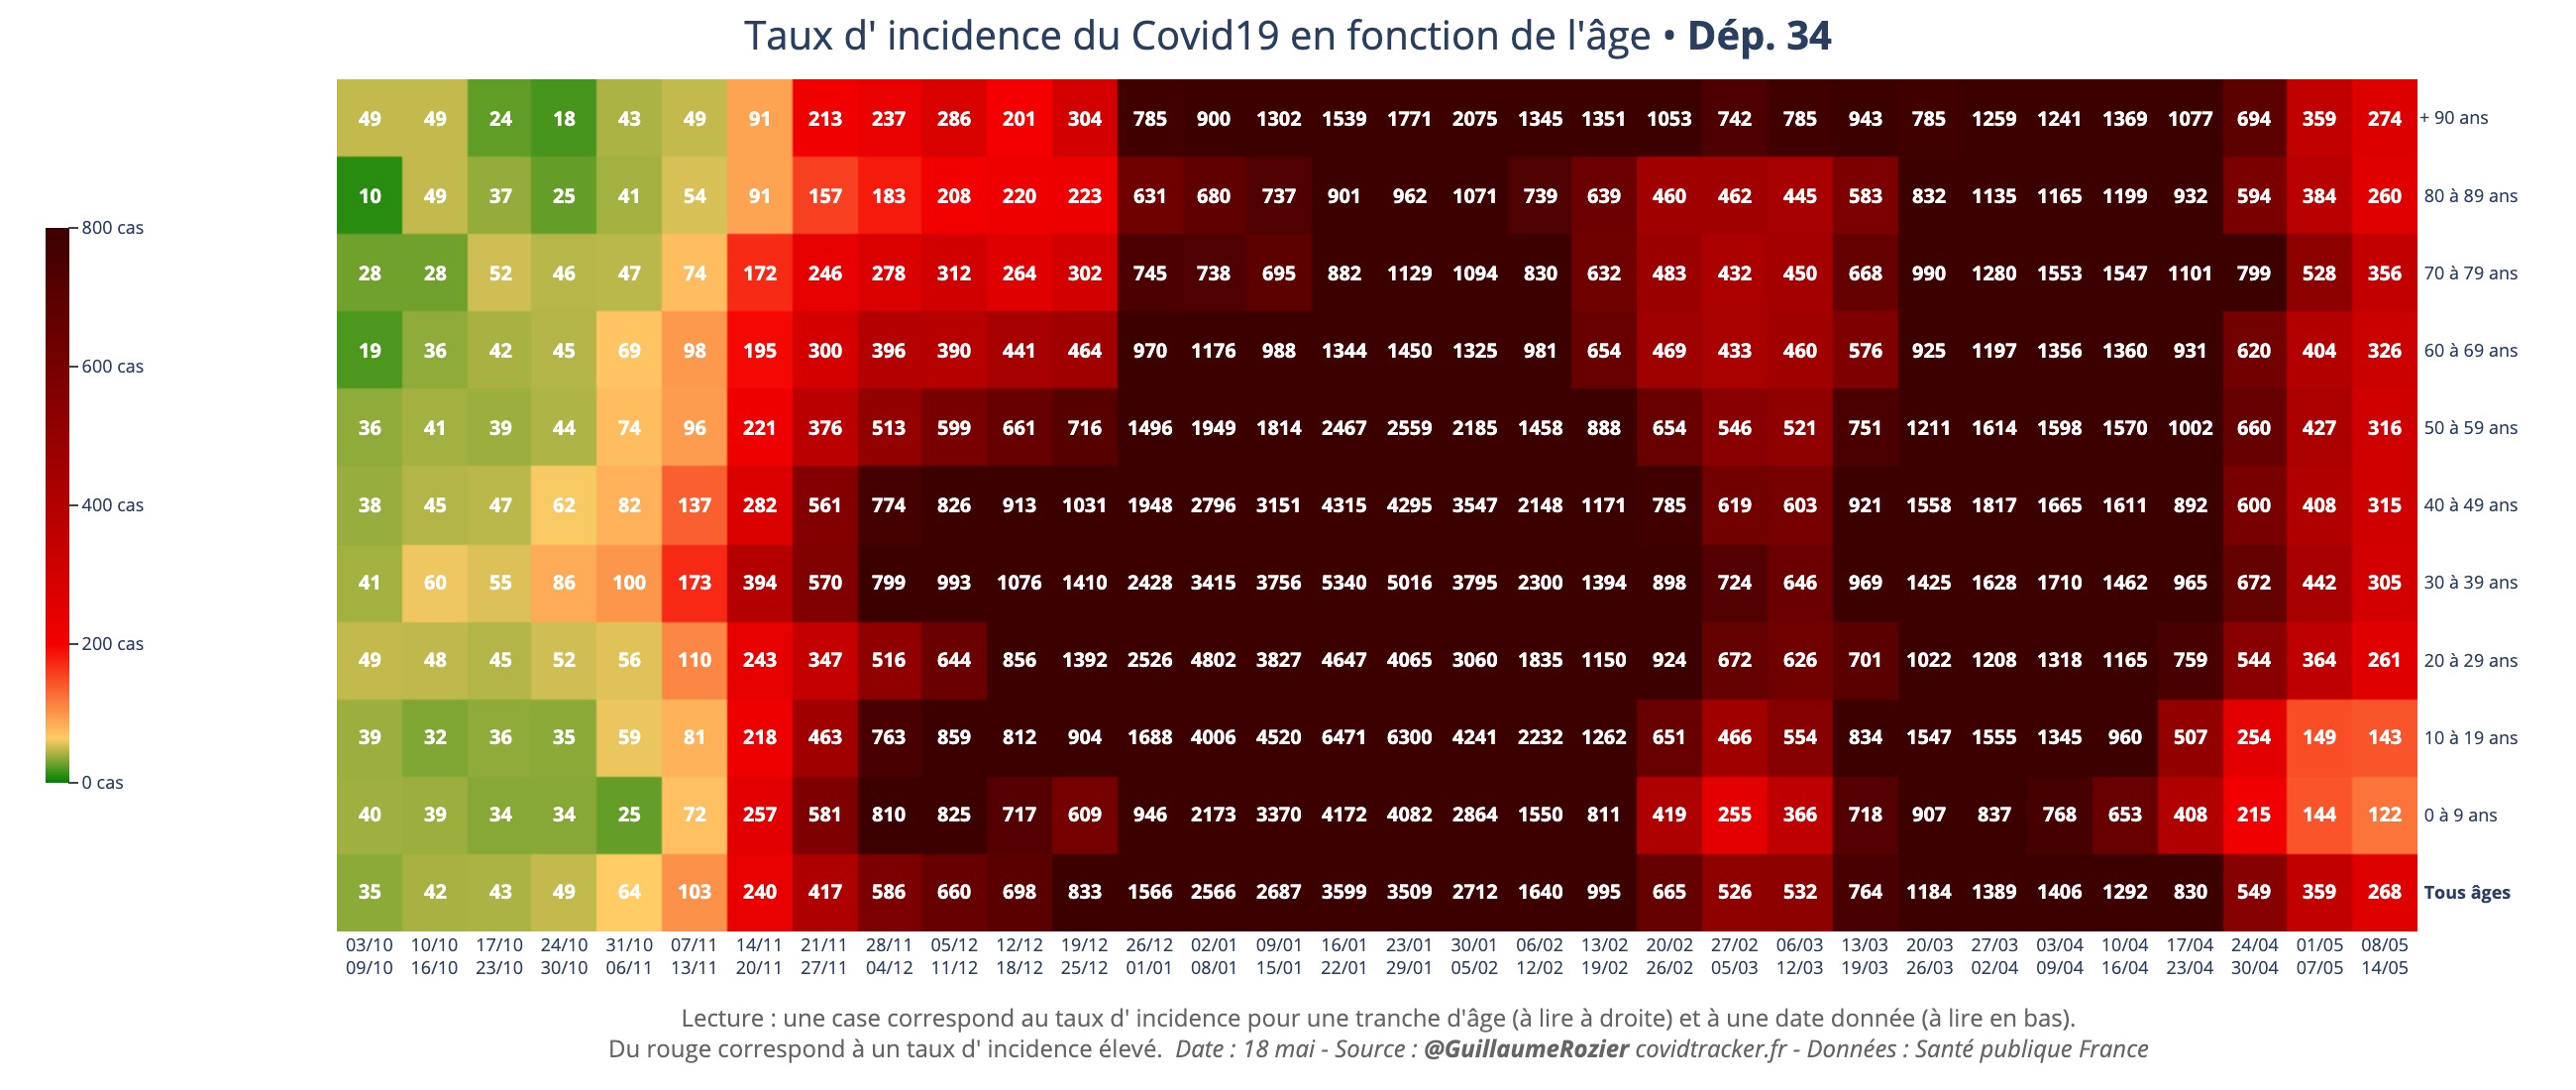 Taux d' incidence du Covid19 en fonction de l'âge • Dép. 34
800 cas
600 cas
400 cas
200 cas
0 cas
49 49 24 18 43 49 91 213 237 286 201 304 785 900 1302 1539 1771 2075 1345 1351 1053 742 785 943 785 1259 1241 1369 1077 694 359 274 + 90 ans
10 49 37 25 41 54 91 157 183 208 220 223 631 680 737 901 962 1071 739 639 460 462 445 583 832 1135 1165 1199 932 594 384 260 80 à 89 ans
28 28 52 46 47 74 172 246 278 312 264 302 745 738 695 882 1129 1094 830 632 483 432 450 668 990 1280 1553 1547 1101 799 528 356 70 à 79 ans
19 36 42 45 69 98 195 300 396 390 441 464 970 1176 988 1344 1450 1325 981 654 469 433 460 576 925 1197 1356 1360 931 620 404 326 60 à 69 ans
36 41 39 44 74 96 221 376 513 599 661 716 1496 1949 1814 2467 2559 2185 1458 888 654 546 521 751 1211 1614 1598 1570 1002 660 427 316 50 à 59 ans
38 45 47 62 82 137 282 561 774 826 913 1031 1948 2796 3151 4315 4295 3547 2148 1171 785 619 603 921 1558 1817 1665 1611 892 600 408 315 40 à 49 ans
41 60 55 86 100 173 394 570 799 993 1076 1410 2428 3415 3756 5340 5016 3795 2300 1394 898 724 646 969 1425 1628 1710 1462 965 672 442 305 30 à 39 ans
49 48 45 52 56 110 243 347 516 644 856 1392 2526 4802 3827 4647 4065 3060 1835 1150 924 672 626 701 1022 1208 1318 1165 759 544 364 261 20 à 29 ans
39 32 36 35 59 81 218 463 763 859 812 904 1688 4006 4520 6471 6300 4241 2232 1262 651 466 554 834 1547 1555 1345 960 507 254 149 143 10 à 19 ans
40 39 34 34 25 72 257 581 810 825 717 609 946 2173 3370 4172 4082 2864 1550 811 419 255 366 718 907 837 768 653 408 215 144 122 0 à 9 ans
35 42 43 49 64 103 240 417 586 660 698 833 1566 2566 2687 3599 3509 2712 1640 995 665 526 532 764 1184 1389 1406 1292 830 549 359 268 Tous âges
03/10 10/10 17/10 24/10 31/10 07/11 14/11 21/11 28/11 05/12 12/12 19/12 26/12 02/01 09/01 16/01 23/01 30/01 06/02 13/02 20/02 27/02 06/03 13/03 20/03 27/03 03/04 10/04 17/04 24/04 01/05 08/05
09/10 16/10 23/10 30/10 06/11 13/11 20/11 27/11 04/12 11/12 18/12 25/12 01/01 08/01 15/01 22/01 29/01 05/02 12/02 19/02 26/02 05/03 12/03 19/03 26/03 02/04 09/04 16/04 23/04 30/04 07/05 14/05
Lecture : une case correspond au taux d' incidence pour une tranche d'âge (à lire à droite) et à une date donnée (à lire en bas).
Du rouge correspond à un taux d' incidence élevé. Date : 18 mai - Source : @GuillaumeRozier covidtracker.fr - Données : Santé publique France